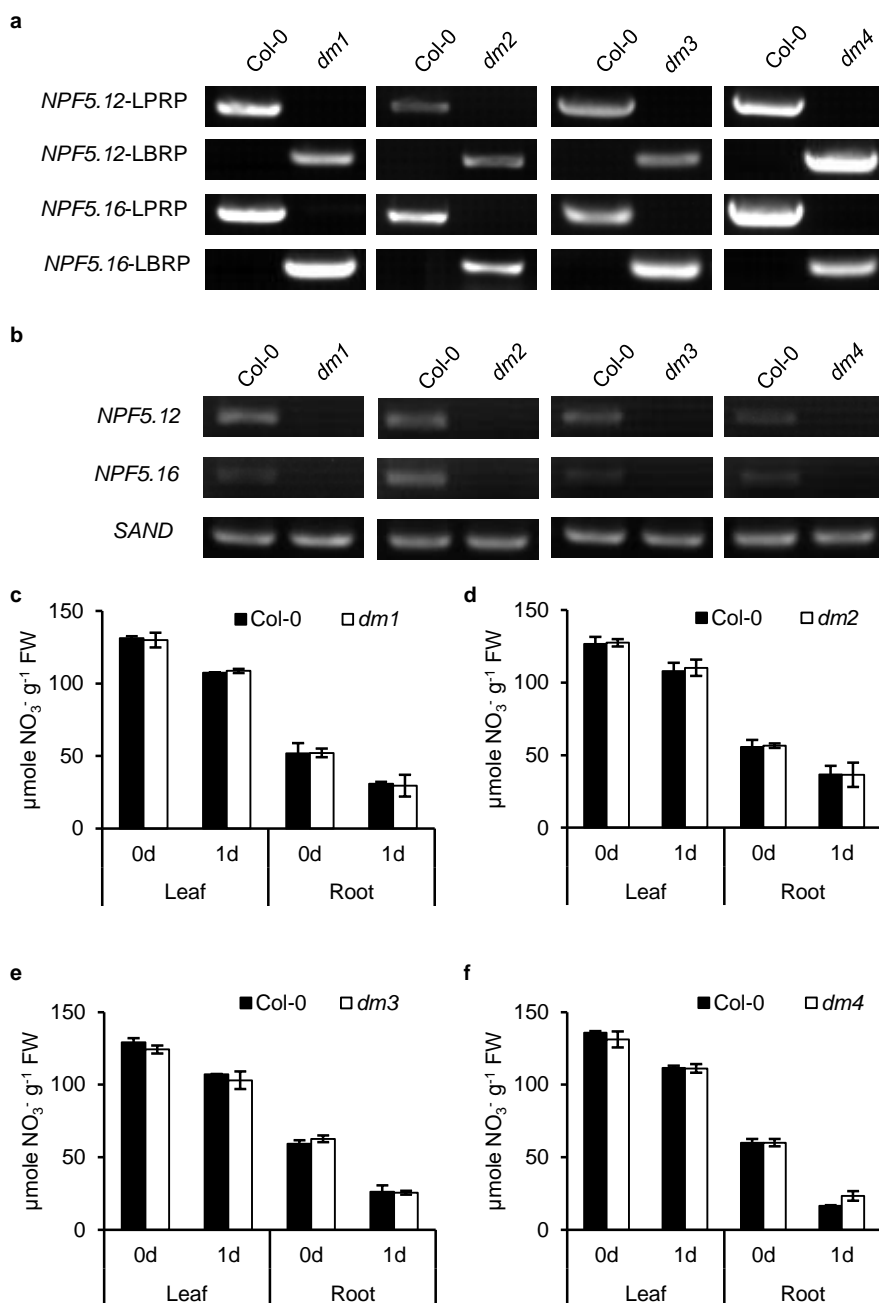 a
Col-0 dm1 Col-0 dm2 Col-0 dm3 Col-0 dm4
NPF5.12-LPRP
NPF5.12-LBRP
NPF5.16-LPRP
NPF5.16-LBRP
b
Col-0 dm1 Col-0 dm2 Col-0 dm3 Col-0 dm4
NPF5.12
NPF5.16
SAND
c
Col-0 dm1
µmole NO₃⁻ g⁻¹ FW
150
100
50
0
0d 1d 0d 1d
Leaf Root
d
Col-0 dm2
µmole NO₃⁻ g⁻¹ FW
150
100
50
0
0d 1d 0d 1d
Leaf Root
e
Col-0 dm3
µmole NO₃⁻ g⁻¹ FW
150
100
50
0
0d 1d 0d 1d
Leaf Root
f
Col-0 dm4
µmole NO₃⁻ g⁻¹ FW
150
100
50
0
0d 1d 0d 1d
Leaf Root